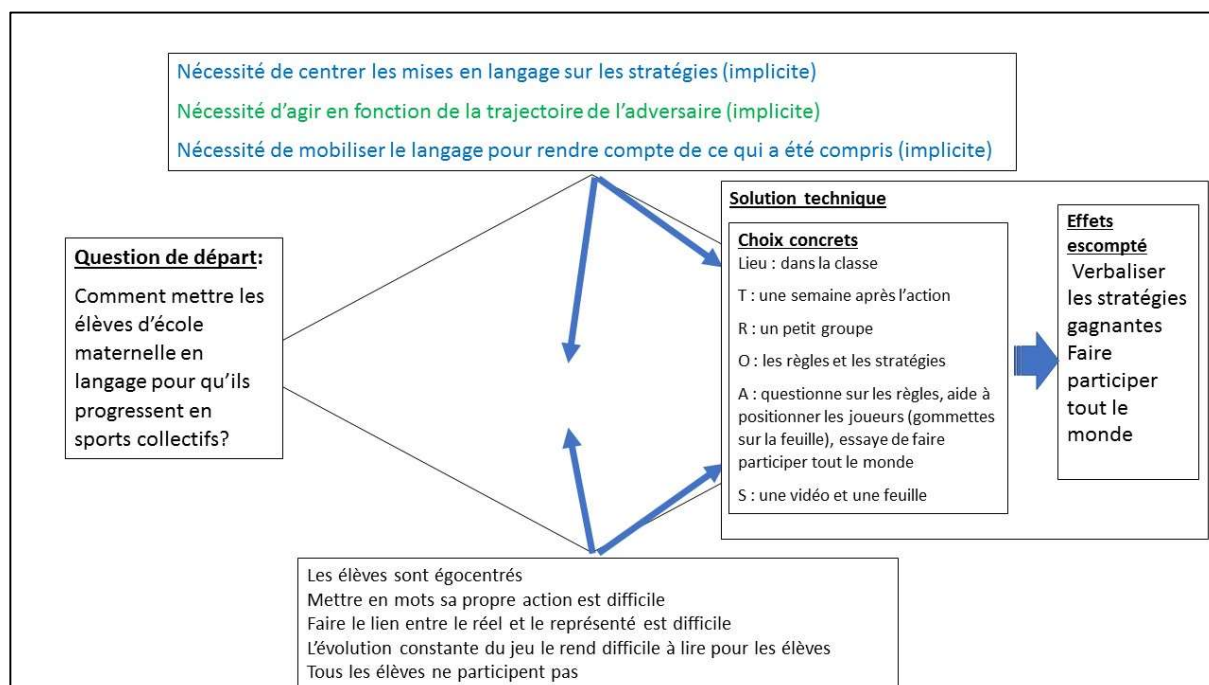 Nécessité de centrer les mises en langage sur les stratégies (implicite)
Nécessité d'agir en fonction de la trajectoire de l'adversaire (implicite)
Nécessité de mobiliser le langage pour rendre compte de ce qui a été compris (implicite)
Question de départ:
Comment mettre les
élèves d'école
maternelle en
langage pour qu'ils
progressent en
sports collectifs?
Solution technique
Choix concrets
Lieu : dans la classe
T : une semaine après l'action
R : un petit groupe
O : les règles et les stratégies
A : questionne sur les règles, aide à
positionner les joueurs (gommettes
sur la feuille), essaye de faire
participer tout le monde
S : une vidéo et une feuille
Effets
escompté
Verbaliser
les stratégies
gagnantes
Faire
participer
tout le
monde
Les élèves sont égocentrés
Mettre en mots sa propre action est difficile
Faire le lien entre le réel et le représenté est difficile
L'évolution constante du jeu le rend difficile à lire pour les élèves
Tous les élèves ne participent pas